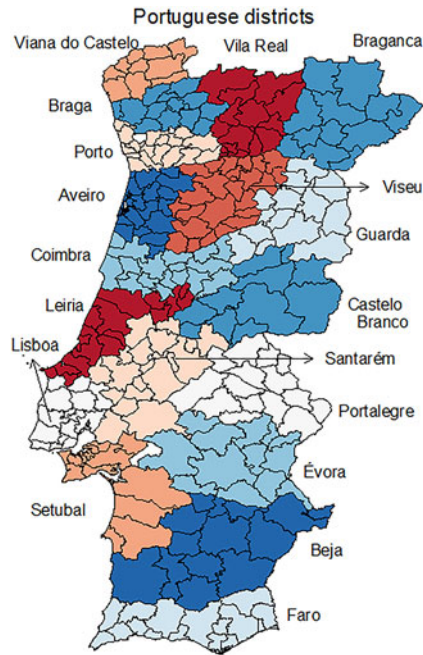 Portuguese districts
Viana do Castelo
Vila Real
Braganca
Braga
Porto
Aveiro
Viseu
Guarda
Coimbra
Leiria
Castelo
Branco
Lisboa
Santarém
Portalegre
Évora
Setubal
Beja
Faro